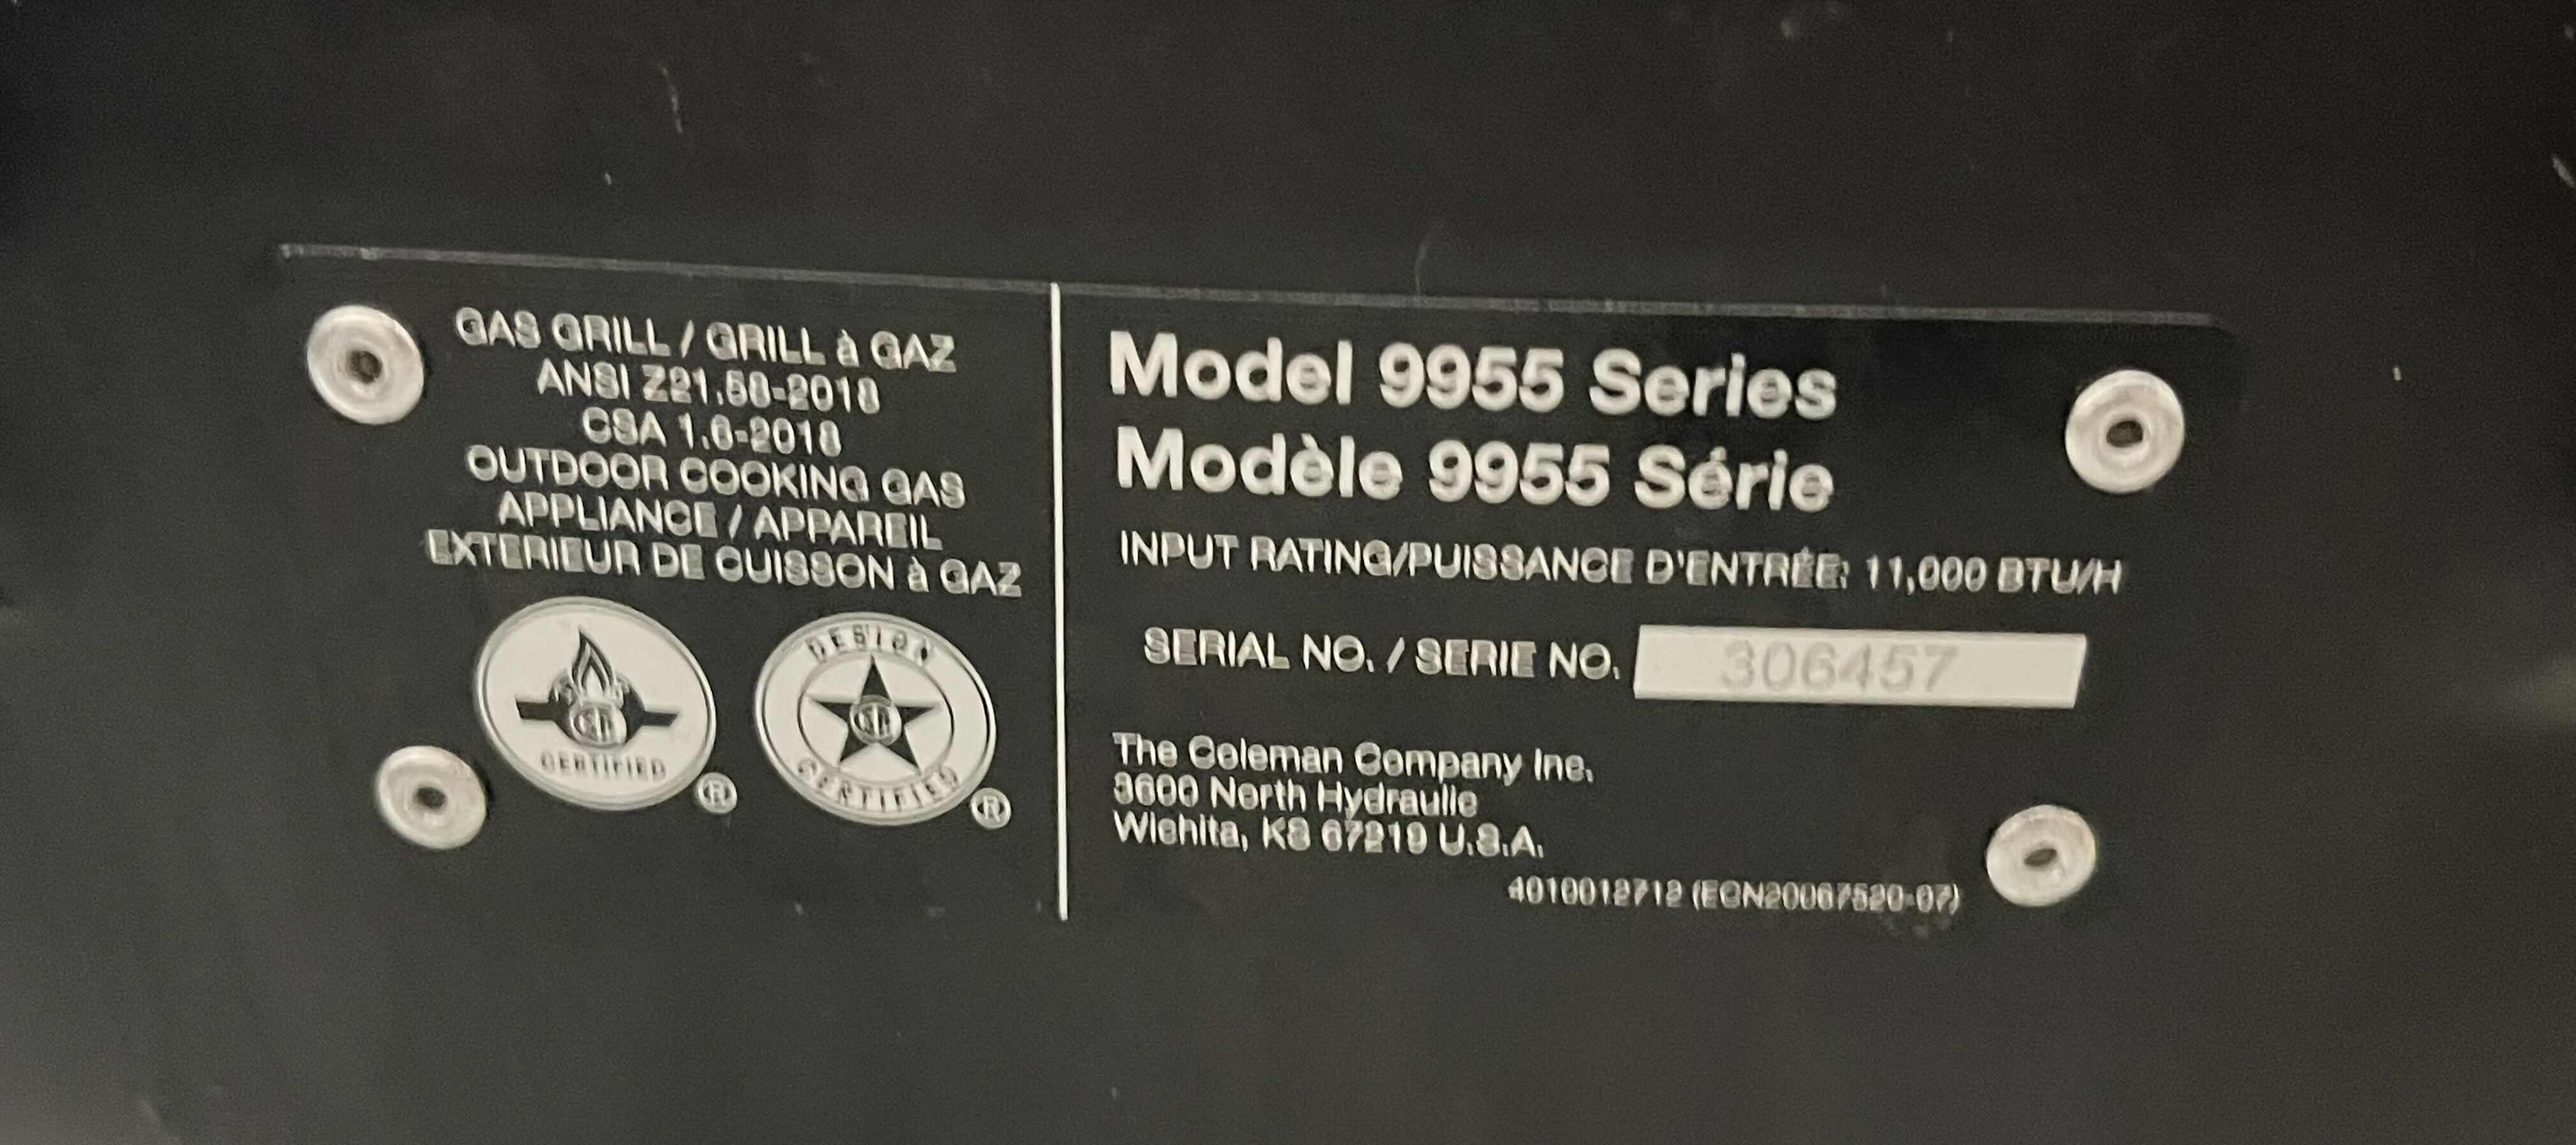 GAS GRILL / GRILL à GAZ
ANSI Z21.58-2018
CSA 1.6-2018
OUTDOOR COOKING GAS
APPLIANCE / APPAREIL
EXTERIEUR DE CUISSON à GAZ
CERTIFIED ®
DESIGN
CERTIFIED ®
Model 9955 Series
Modèle 9955 Série
INPUT RATING/PUISSANCE D'ENTRÉE: 11,000 BTU/H
SERIAL NO. / SERIE NO. 306457
The Coleman Company Inc.
3600 North Hydraulic
Wichita, KS 67219 U.S.A.
4010012712 (ECN20067520-07)